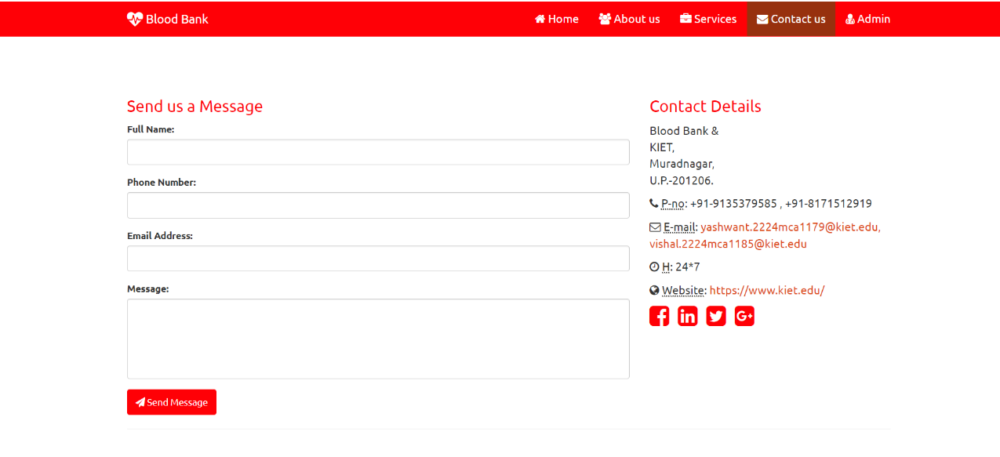 Blood Bank
Home
About us
Services
Contact us
Admin
Send us a Message
Full Name:
Phone Number:
Email Address:
Message:
Send Message
Contact Details
Blood Bank &
KIET,
Muradnagar,
U.P.-201206.
P-no: +91-9135379585 , +91-8171512919
E-mail: yashwant.2224mca1179@kiet.edu,
vishal.2224mca1185@kiet.edu
H: 24*7
Website: https://www.kiet.edu/